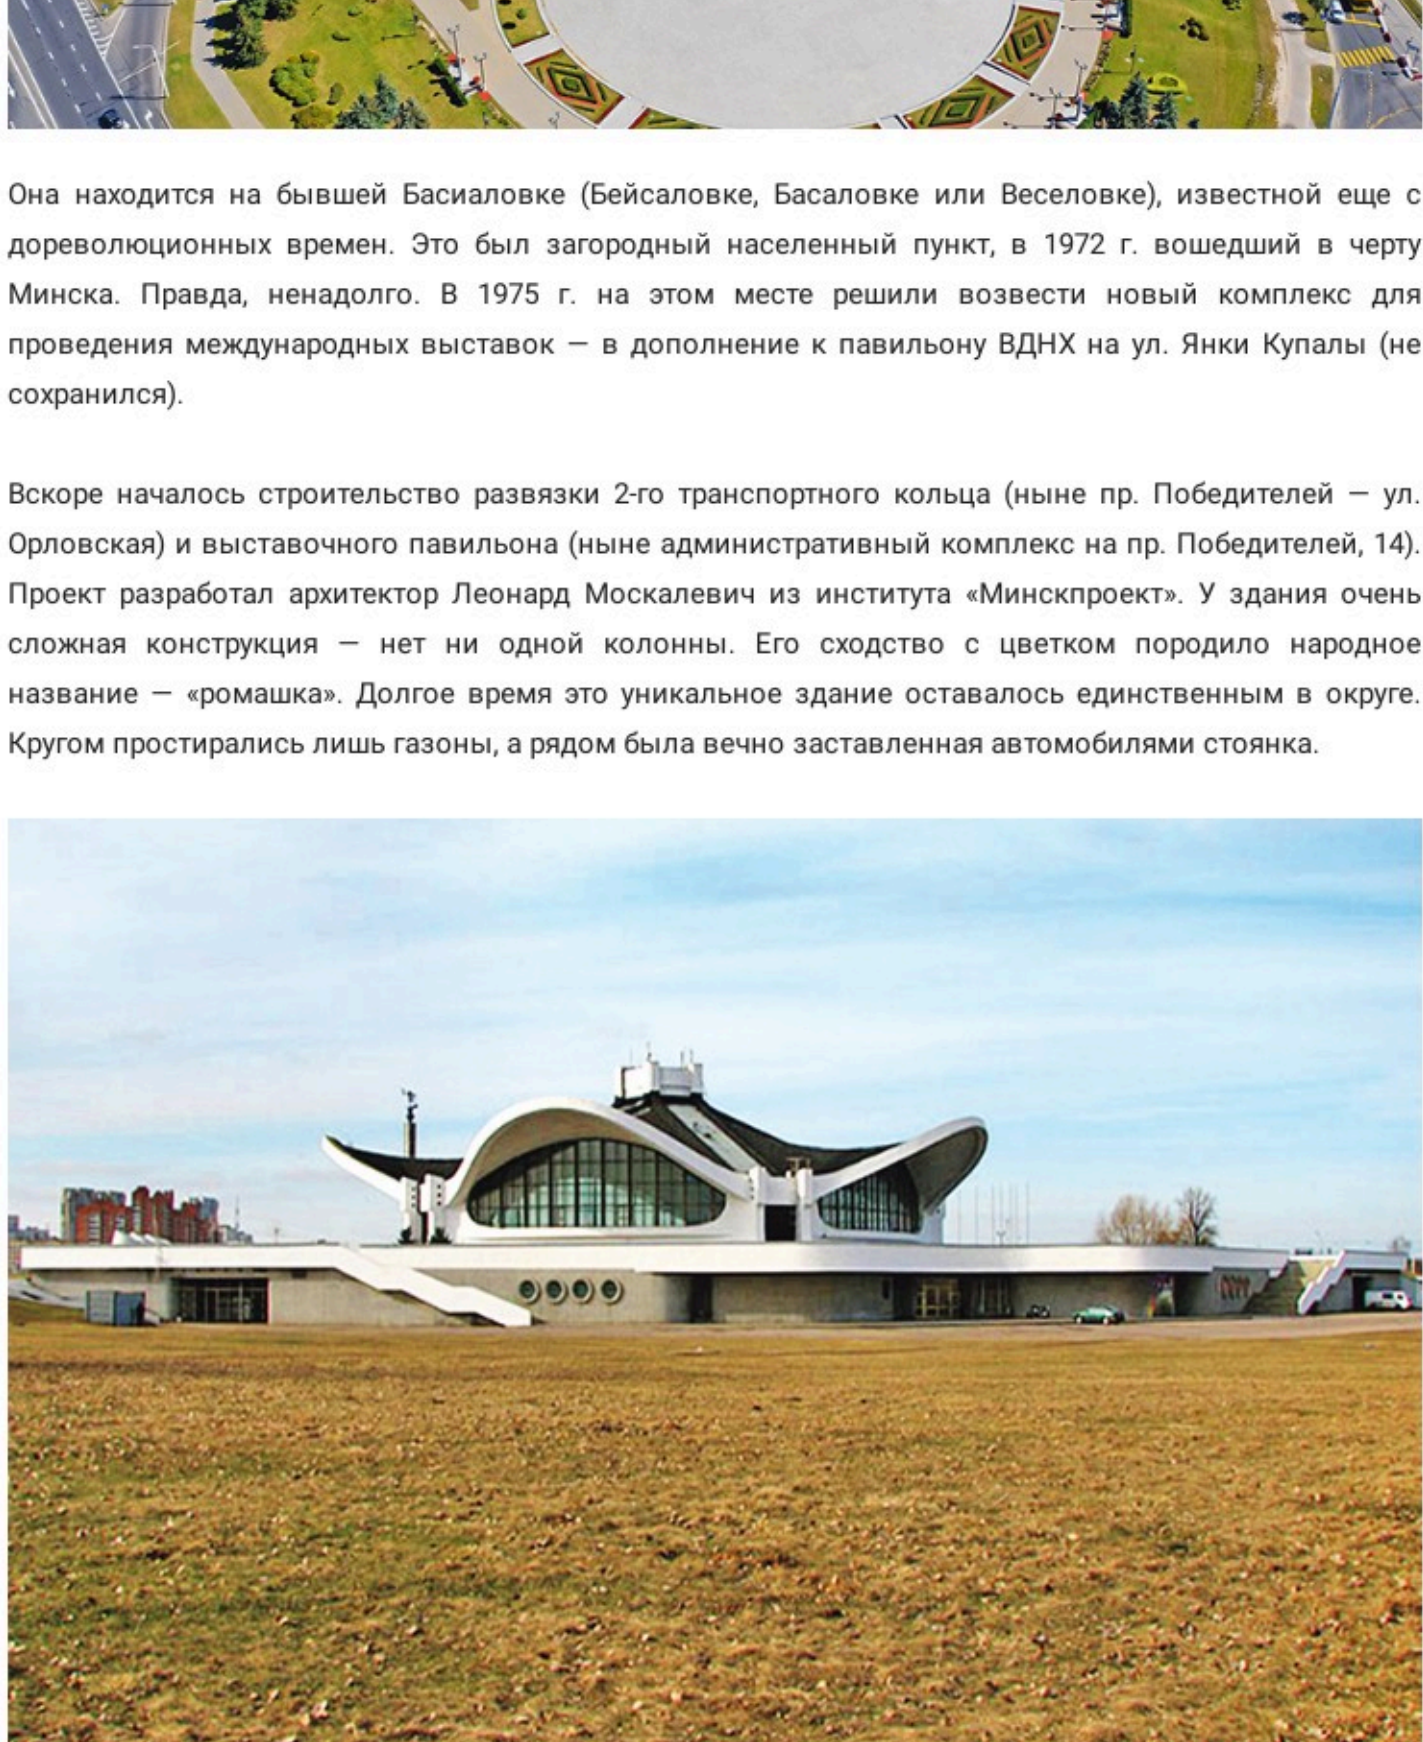 Она находится на бывшей Басиаловке (Бейсаловке, Басаловке или Веселовке), известной еще с
дореволюционных времен. Это был загородный населенный пункт, в 1972 г. вошедший в черту
Минска. Правда, ненадолго. В 1975 г. на этом месте решили возвести новый комплекс для
проведения международных выставок — в дополнение к павильону ВДНХ на ул. Янки Купалы (не
сохранился).
Вскоре началось строительство развязки 2-го транспортного кольца (ныне пр. Победителей — ул.
Орловская) и выставочного павильона (ныне административный комплекс на пр. Победителей, 14).
Проект разработал архитектор Леонард Москалевич из института «Минскпроект». У здания очень
сложная конструкция — нет ни одной колонны. Его сходство с цветком породило народное
название — «ромашка». Долгое время это уникальное здание оставалось единственным в округе.
Кругом простирались лишь газоны, а рядом была вечно заставленная автомобилями стоянка.